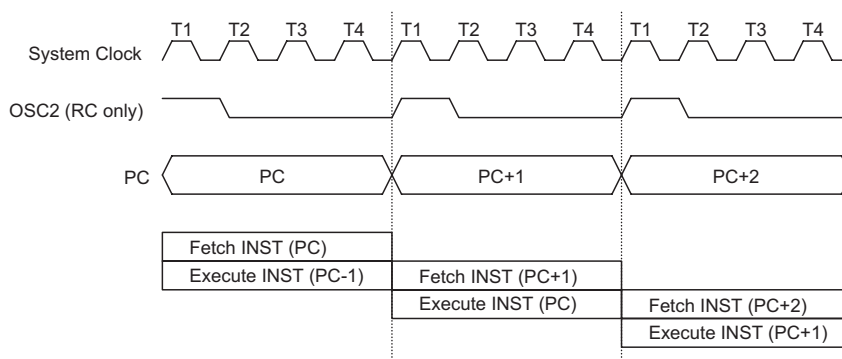 T1 T2 T3 T4 T1 T2 T3 T4 T1 T2 T3 T4
System Clock
OSC2 (RC only)
PC PC PC+1 PC+2
Fetch INST (PC)
Execute INST (PC-1) Fetch INST (PC+1)
Execute INST (PC) Fetch INST (PC+2)
Execute INST (PC+1)